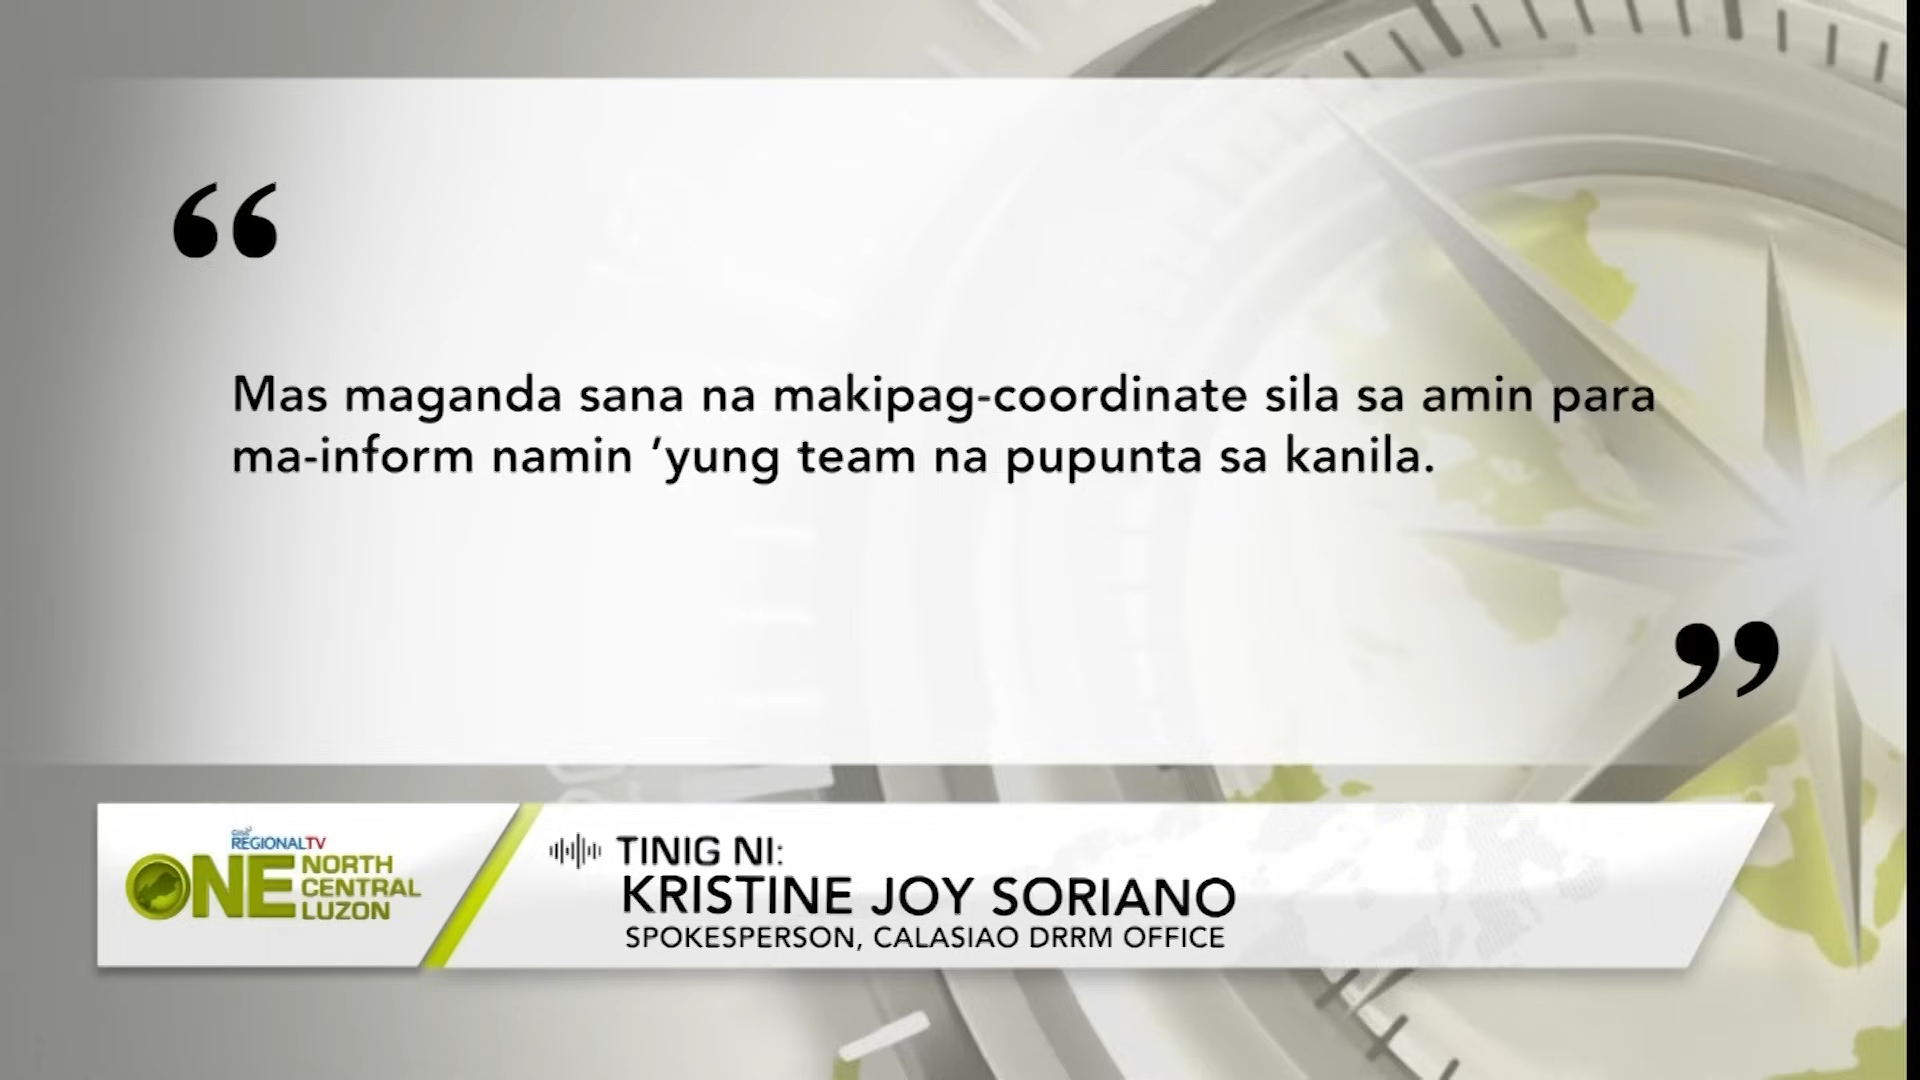 “
Mas maganda sana na makipag-coordinate sila sa amin para
ma-inform namin ’yung team na pupunta sa kanila.
”
GMA
REGIONALTV
ONE NORTH CENTRAL LUZON
TINIG NI:
KRISTINE JOY SORIANO
SPOKESPERSON, CALASIAO DRRM OFFICE